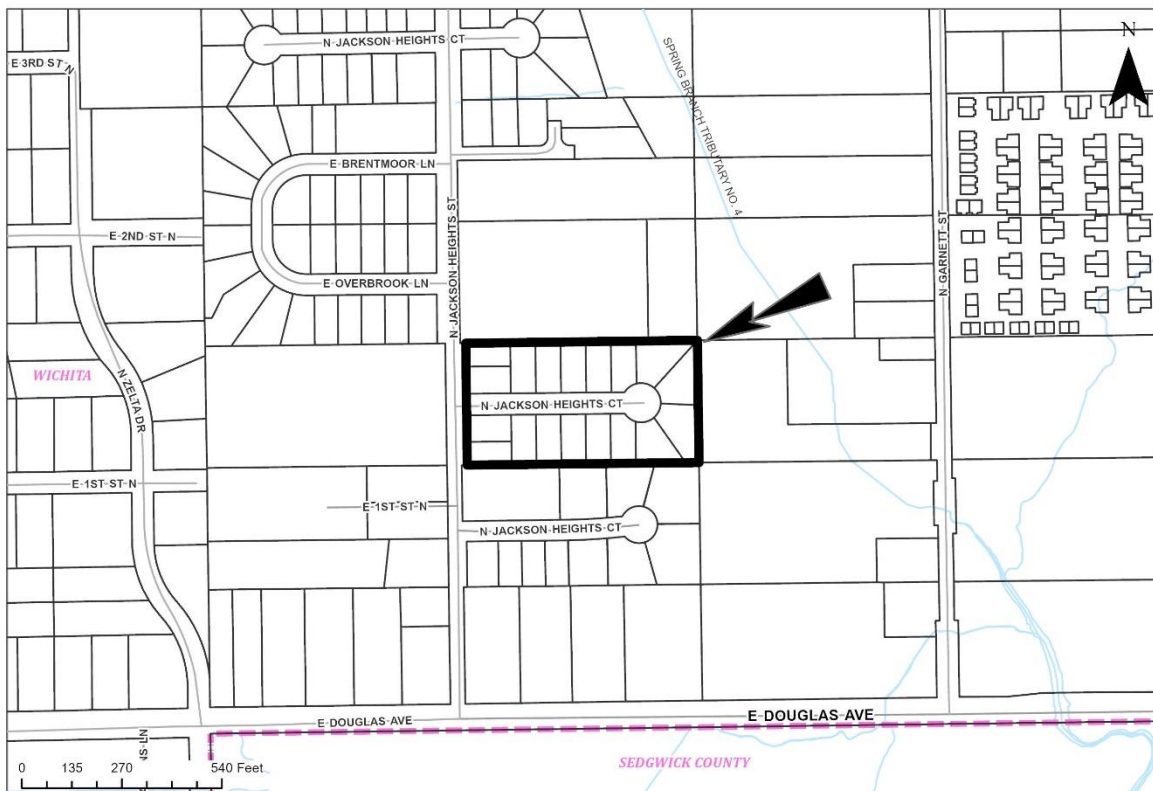 N JACKSON HEIGHTS CT
N
E 3RD ST N
SPRING BRANCH TRIBUTARY NO. 4
E BRENTMOOR LN
N JACKSON HEIGHTS ST
E 2ND ST N
N GARNETT ST
E OVERBROOK LN
WICHITA
N ZELTA DR
N JACKSON HEIGHTS CT
E 1ST ST N
E 1ST ST N
N JACKSON HEIGHTS CT
E DOUGLAS AVE
E DOUGLAS AVE
NS LN
SEDGWICK COUNTY
0 135 270 540 Feet